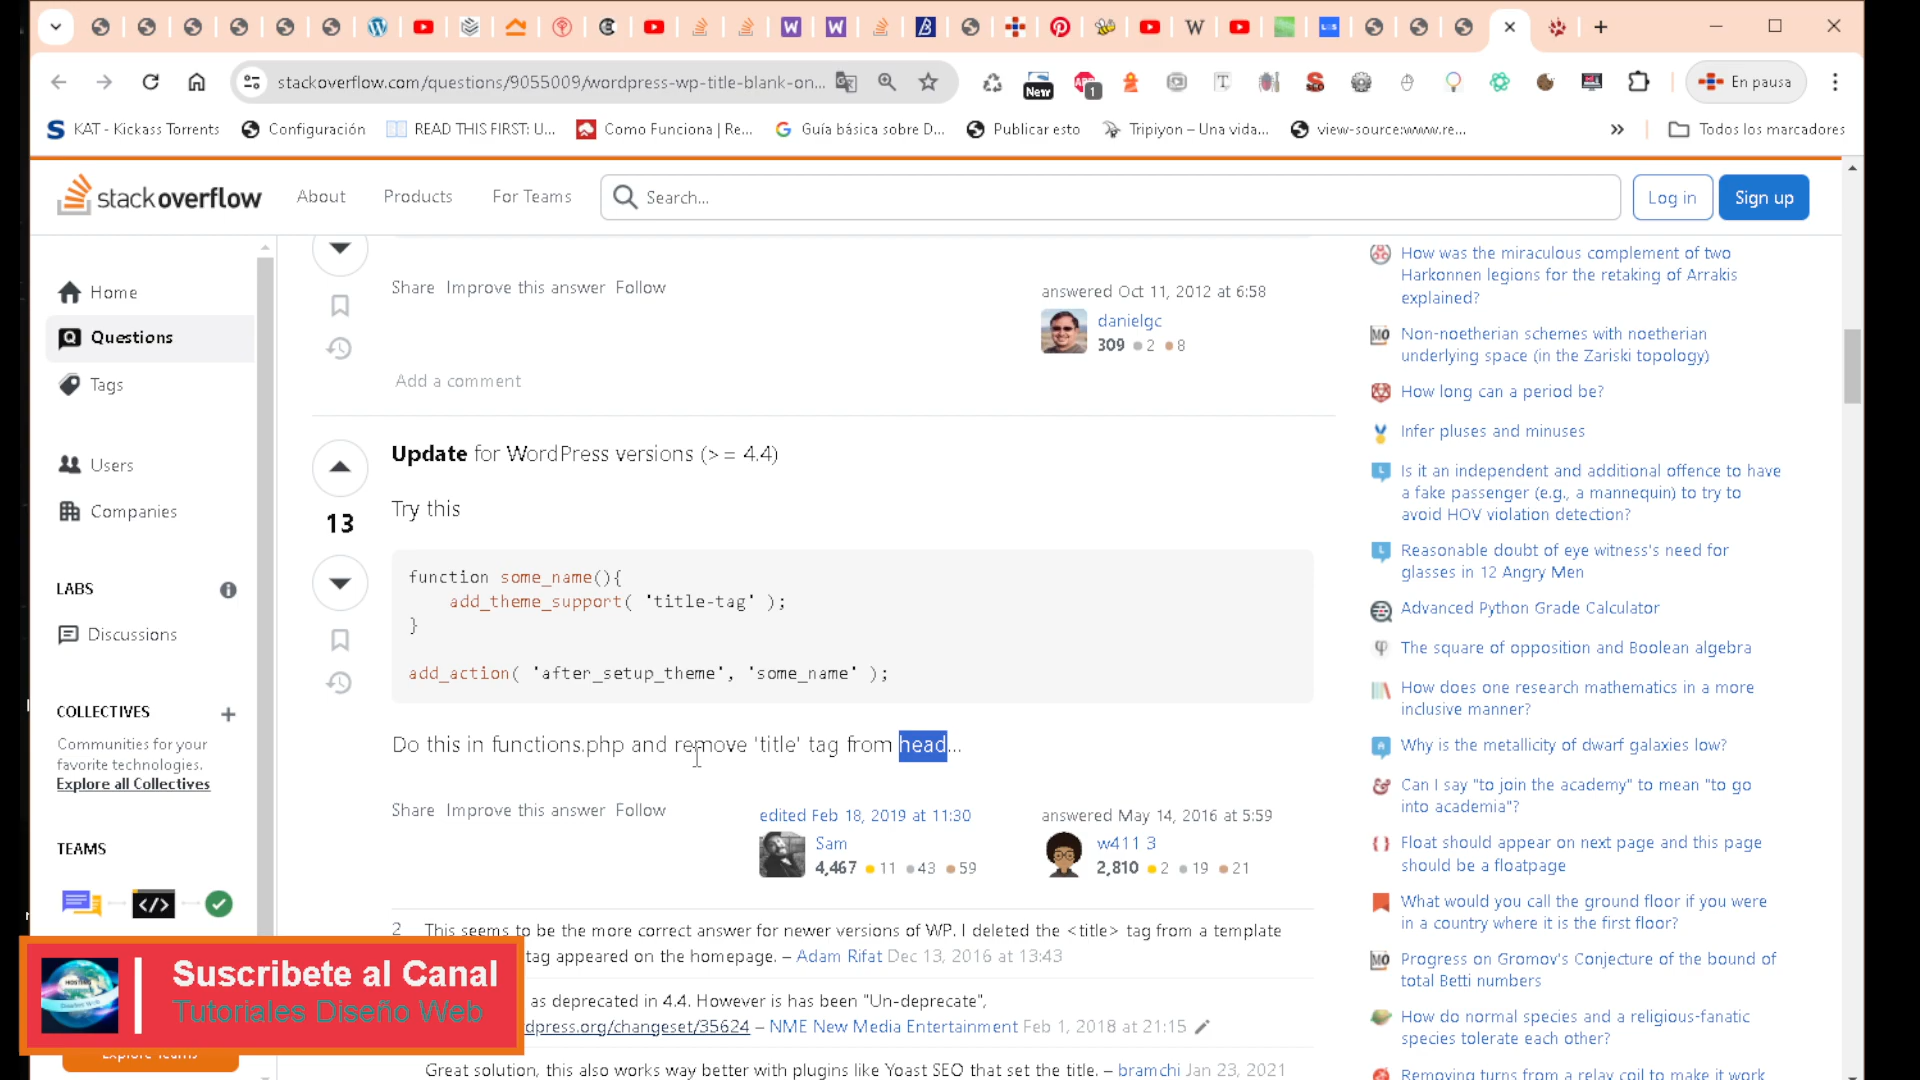 stackoverflow.com/questions/9055009/wordpress-wp-title-blank-on...
New
1
En pausa
KAT - Kickass Torrents
Configuración
READ THIS FIRST: U...
Como Funciona | Re...
Guía básica sobre D...
Publicar esto
Tripiyon – Una vida...
view-source:www.re...
Todos los marcadores
stackoverflow
About
Products
For Teams
Search...
Log in
Sign up
Home
Questions
Tags
Users
Companies
LABS
Discussions
COLLECTIVES
Communities for your
favorite technologies.
Explore all Collectives
TEAMS
Share Improve this answer Follow
answered Oct 11, 2012 at 6:58
danielgc
309 2 8
Add a comment
Update for WordPress versions (> = 4.4)
13
Try this
function some_name(){
add_theme_support( 'title-tag' );
}
add_action( 'after_setup_theme', 'some_name' );
Do this in functions.php and remove 'title' tag from head...
Share Improve this answer Follow
edited Feb 18, 2019 at 11:30
Sam
4,467 11 43 59
answered May 14, 2016 at 5:59
w411 3
2,810 2 19 21
2 This seems to be the more correct answer for newer versions of WP. I deleted the <title> tag from a template
tag appeared on the homepage. – Adam Rifat Dec 13, 2016 at 13:43
as deprecated in 4.4. However is has been "Un-deprecate",
dpress.org/changeset/35624 – NME New Media Entertainment Feb 1, 2018 at 21:15
Great solution, this also works way better with plugins like Yoast SEO that set the title. – bramchi Jan 23, 2021
How was the miraculous complement of two
Harkonnen legions for the retaking of Arrakis
explained?
Non-noetherian schemes with noetherian
underlying space (in the Zariski topology)
How long can a period be?
Infer pluses and minuses
Is it an independent and additional offence to have
a fake passenger (e.g., a mannequin) to try to
avoid HOV violation detection?
Reasonable doubt of eye witness's need for
glasses in 12 Angry Men
Advanced Python Grade Calculator
The square of opposition and Boolean algebra
How does one research mathematics in a more
inclusive manner?
Why is the metallicity of dwarf galaxies low?
Can I say "to join the academy" to mean "to go
into academia"?
Float should appear on next page and this page
should be a floatpage
What would you call the ground floor if you were
in a country where it is the first floor?
Progress on Gromov's Conjecture of the bound of
total Betti numbers
How do normal species and a religious-fanatic
species tolerate each other?
Removing turns from a relay coil to make it work
Suscribete al Canal
Tutoriales Diseño Web
Explore Teams